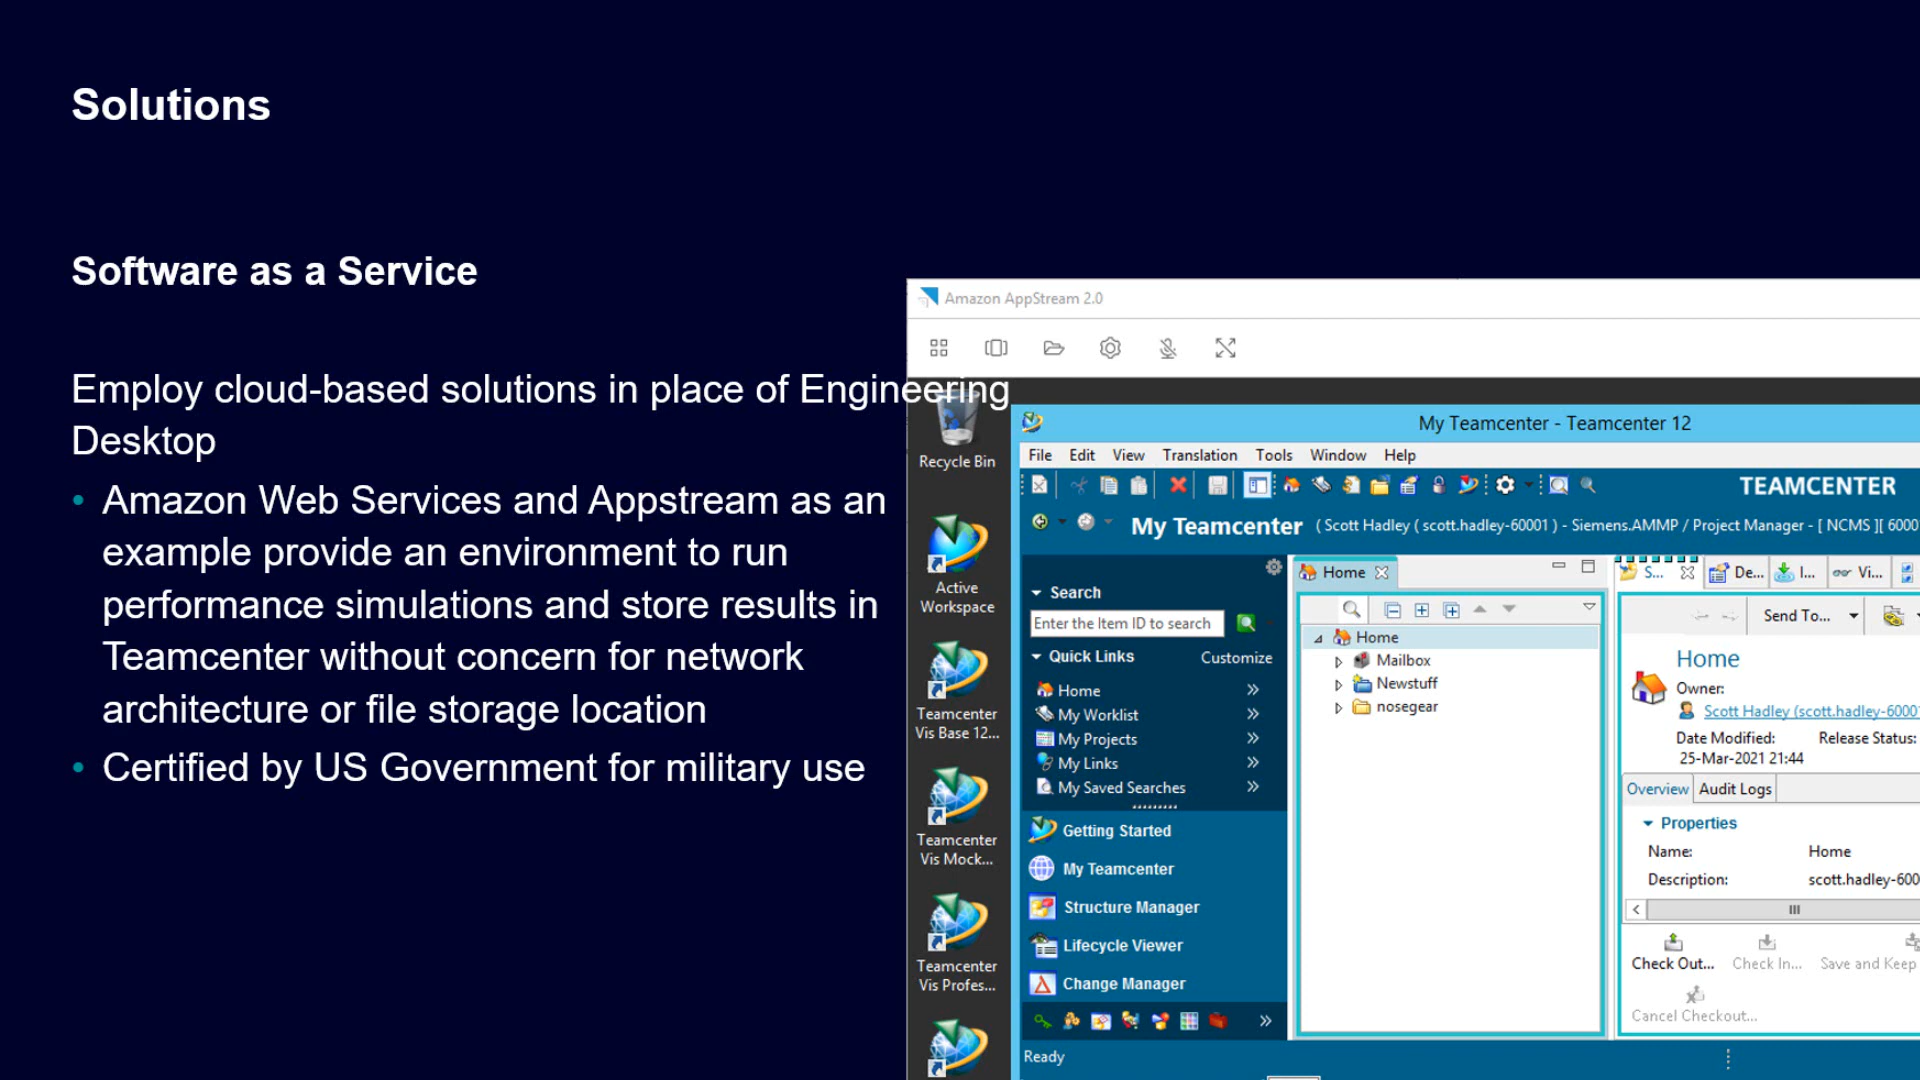 Solutions
Software as a Service
Employ cloud-based solutions in place of Engineering
Desktop
• Amazon Web Services and Appstream as an
example provide an environment to run
performance simulations and store results in
Teamcenter without concern for network
architecture or file storage location
• Certified by US Government for military use
Amazon AppStream 2.0
Recycle Bin
Active
Workspace
Teamcenter
Vis Base 12...
Teamcenter
Vis Mock...
Teamcenter
Vis Profes...
My Teamcenter - Teamcenter 12
File Edit View Translation Tools Window Help
TEAMCENTER
My Teamcenter ( Scott Hadley ( scott.hadley-60001 ) - Siemens.AMMP / Project Manager - [ NCMS ][ 6000
Search
Enter the Item ID to search
Quick Links Customize
Home
My Worklist
My Projects
My Links
My Saved Searches
Getting Started
My Teamcenter
Structure Manager
Lifecycle Viewer
Change Manager
Ready
Home
Home
Mailbox
Newstuff
nosegear
S... De... I... Vi...
Send To...
Home
Owner:
Scott Hadley (scott.hadley-6000
Date Modified: Release Status:
25-Mar-2021 21:44
Overview Audit Logs
Properties
Name: Home
Description: scott.hadley-600
Check Out... Check In... Save and Keep
Cancel Checkout...